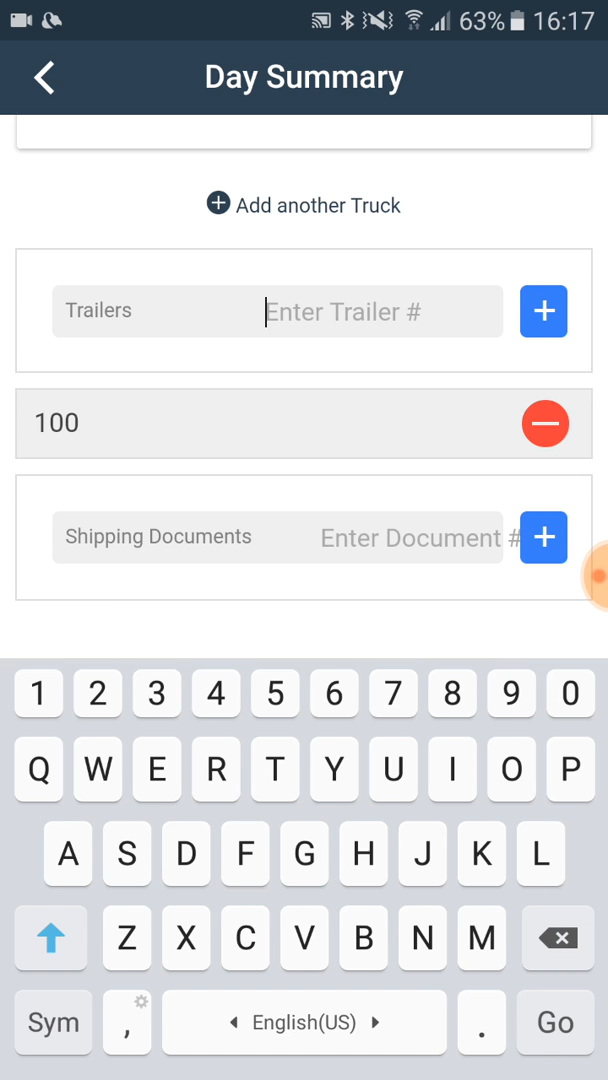 63% 16:17
Day Summary
Add another Truck
Trailers Enter Trailer #
100
Shipping Documents Enter Document #
1 2 3 4 5 6 7 8 9 0
Q W E R T Y U I O P
A S D F G H J K L
Z X C V B N M
Sym , English(US) . Go